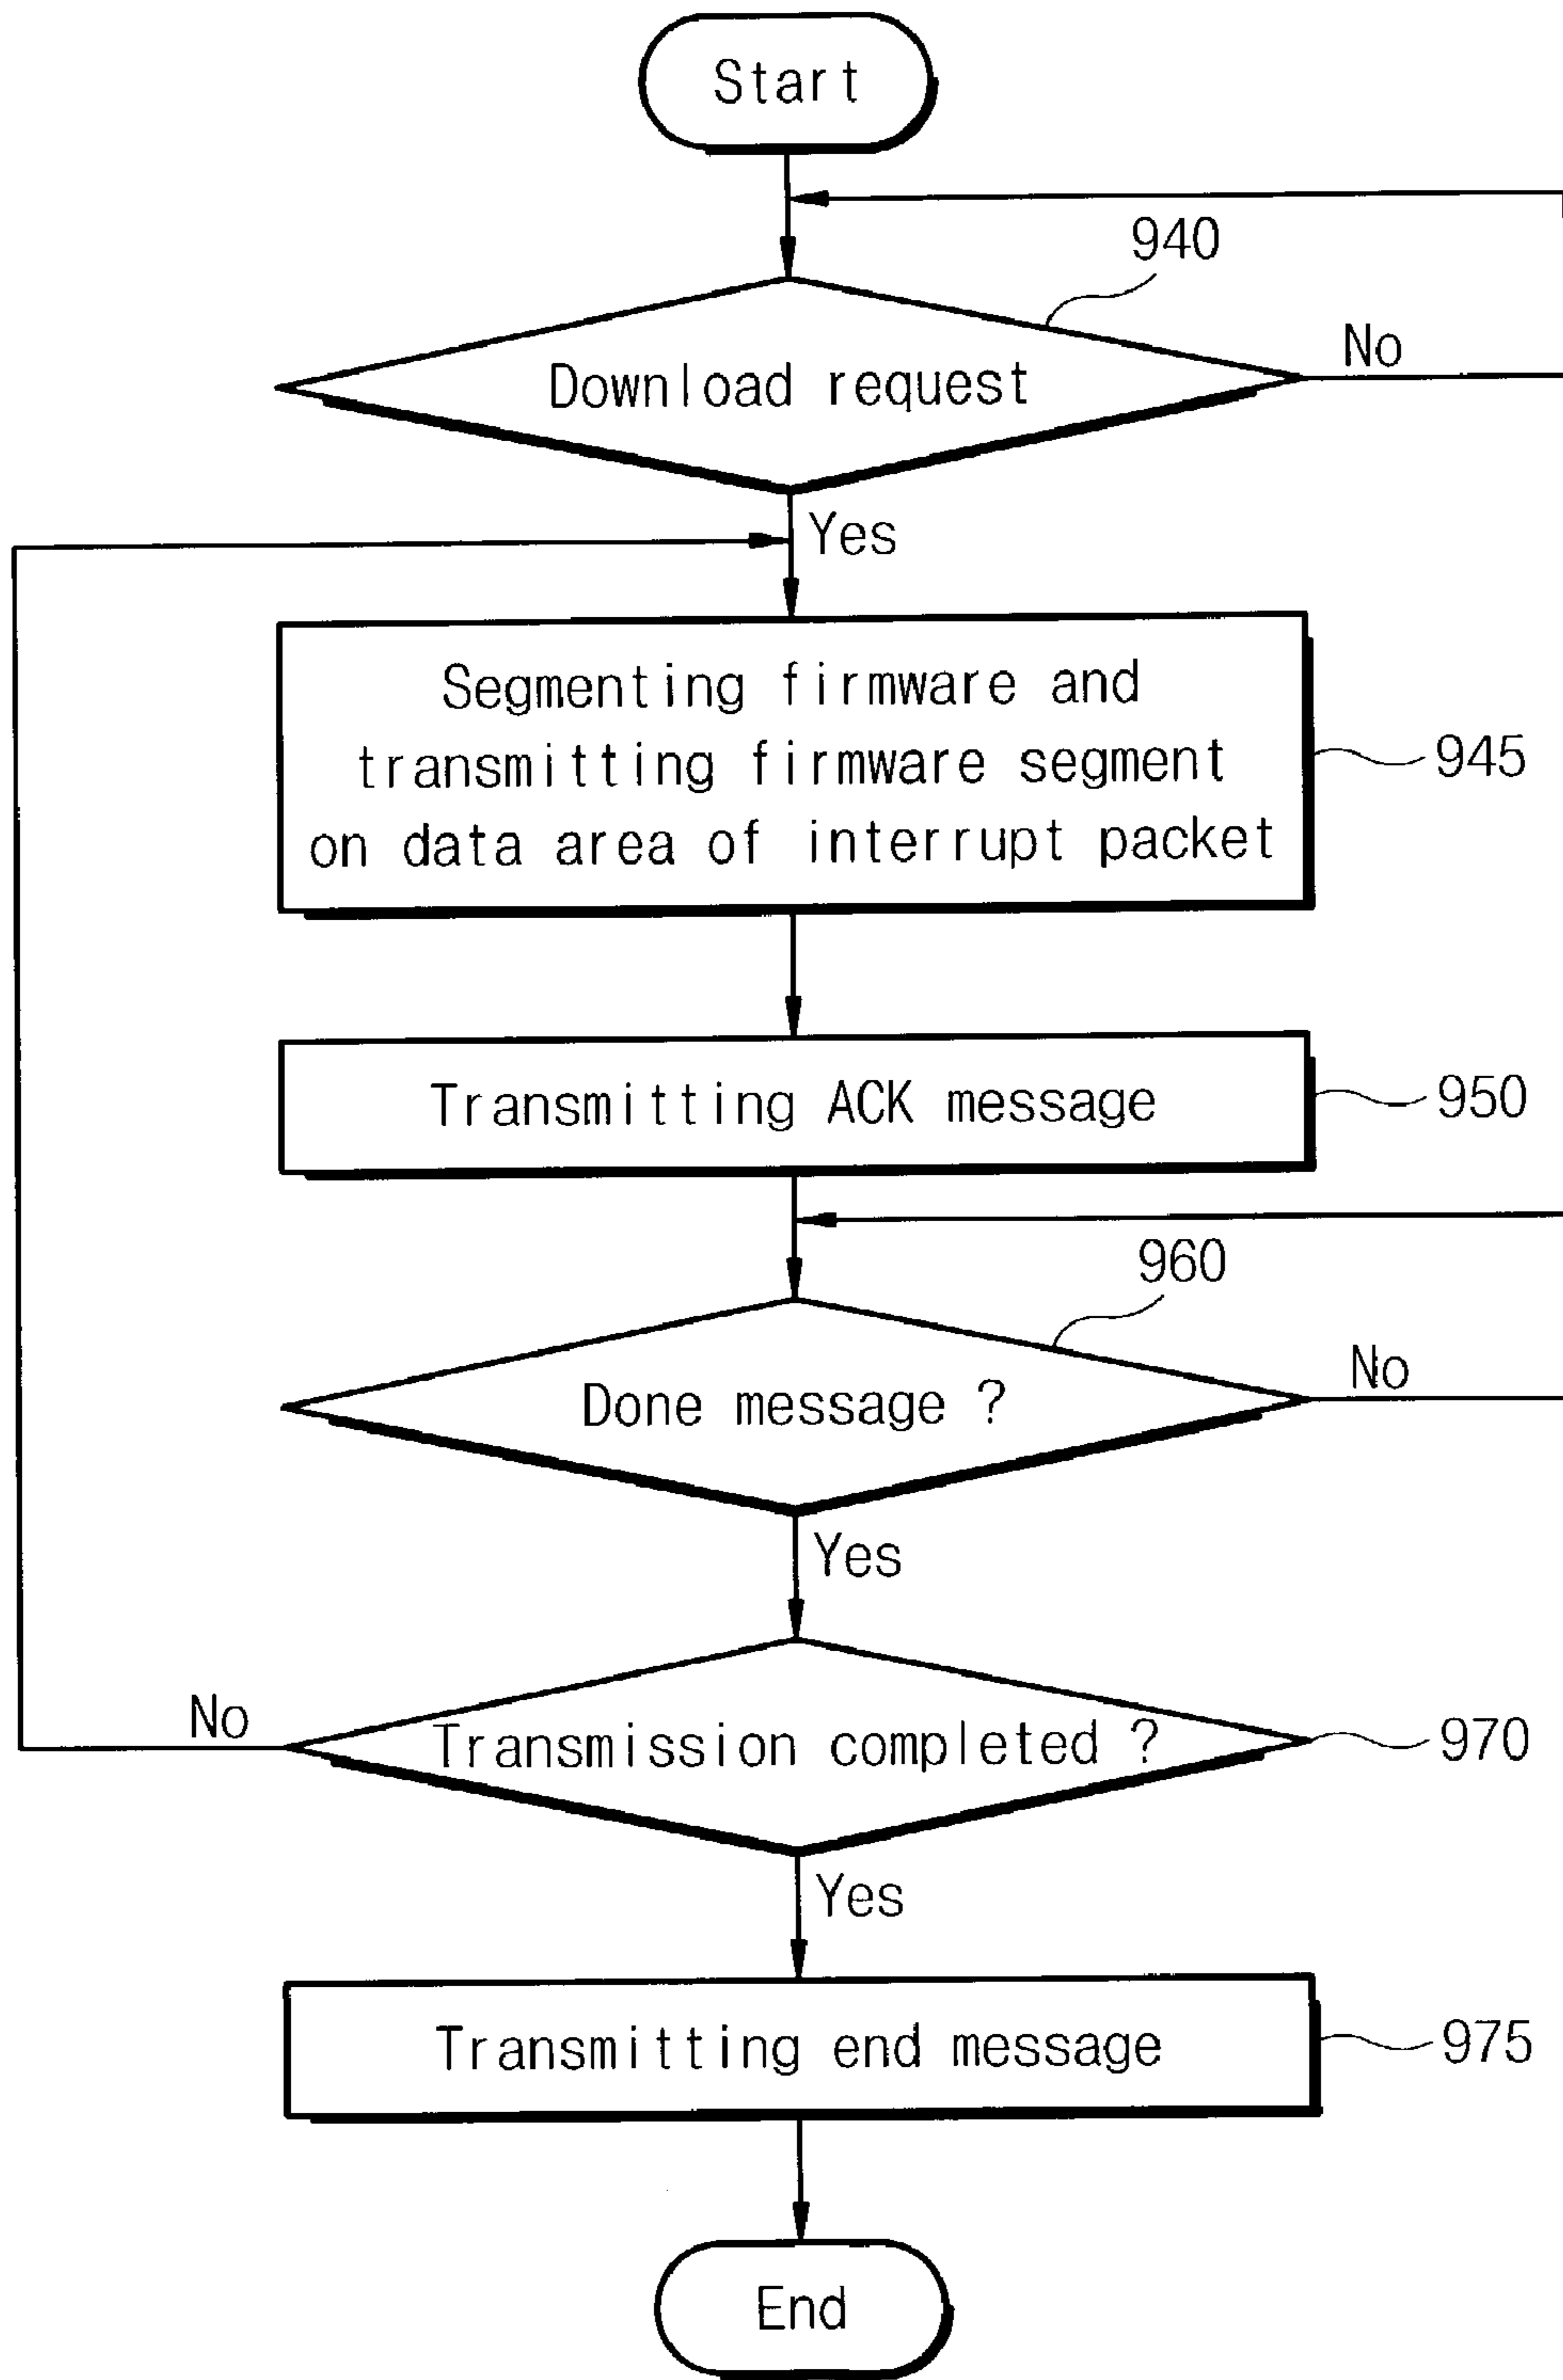 Start
940
No
Download request
Yes
Segmenting firmware and
transmitting firmware segment
on data area of interrupt packet
945
Transmitting ACK message
950
960
No
Done message ?
Yes
No
Transmission completed ?
970
Yes
Transmitting end message
975
End